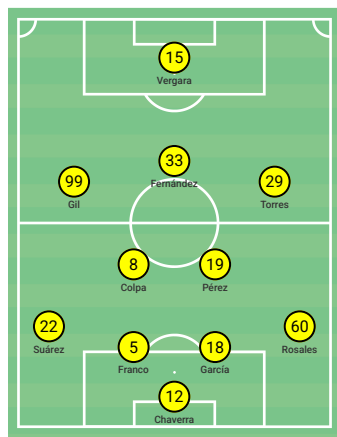 15
Vergara
33
Fernández
99
Gil
29
Torres
8
Colpa
19
Pérez
22
Suárez
60
Rosales
5
Franco
18
García
12
Chaverra